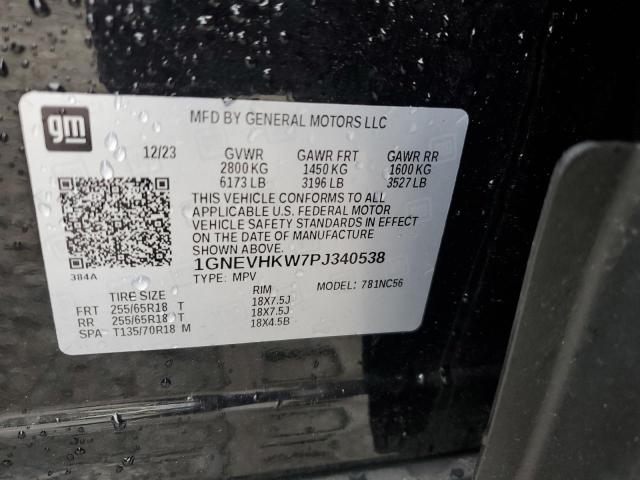 gm
MFD BY GENERAL MOTORS LLC
12/23 GVWR GAWR FRT GAWR RR
2800 KG 1450 KG 1600 KG
6173 LB 3196 LB 3527 LB
THIS VEHICLE CONFORMS TO ALL
APPLICABLE U.S. FEDERAL MOTOR
VEHICLE SAFETY STANDARDS IN EFFECT
ON THE DATE OF MANUFACTURE
SHOWN ABOVE.
384A 1GNEVHKW7PJ340538
TYPE: MPV MODEL: 781NC56
TIRE SIZE RIM
FRT 255/65R18 T 18X7.5J
RR 255/65R18 T 18X7.5J
SPA T135/70R18 M 18X4.5B